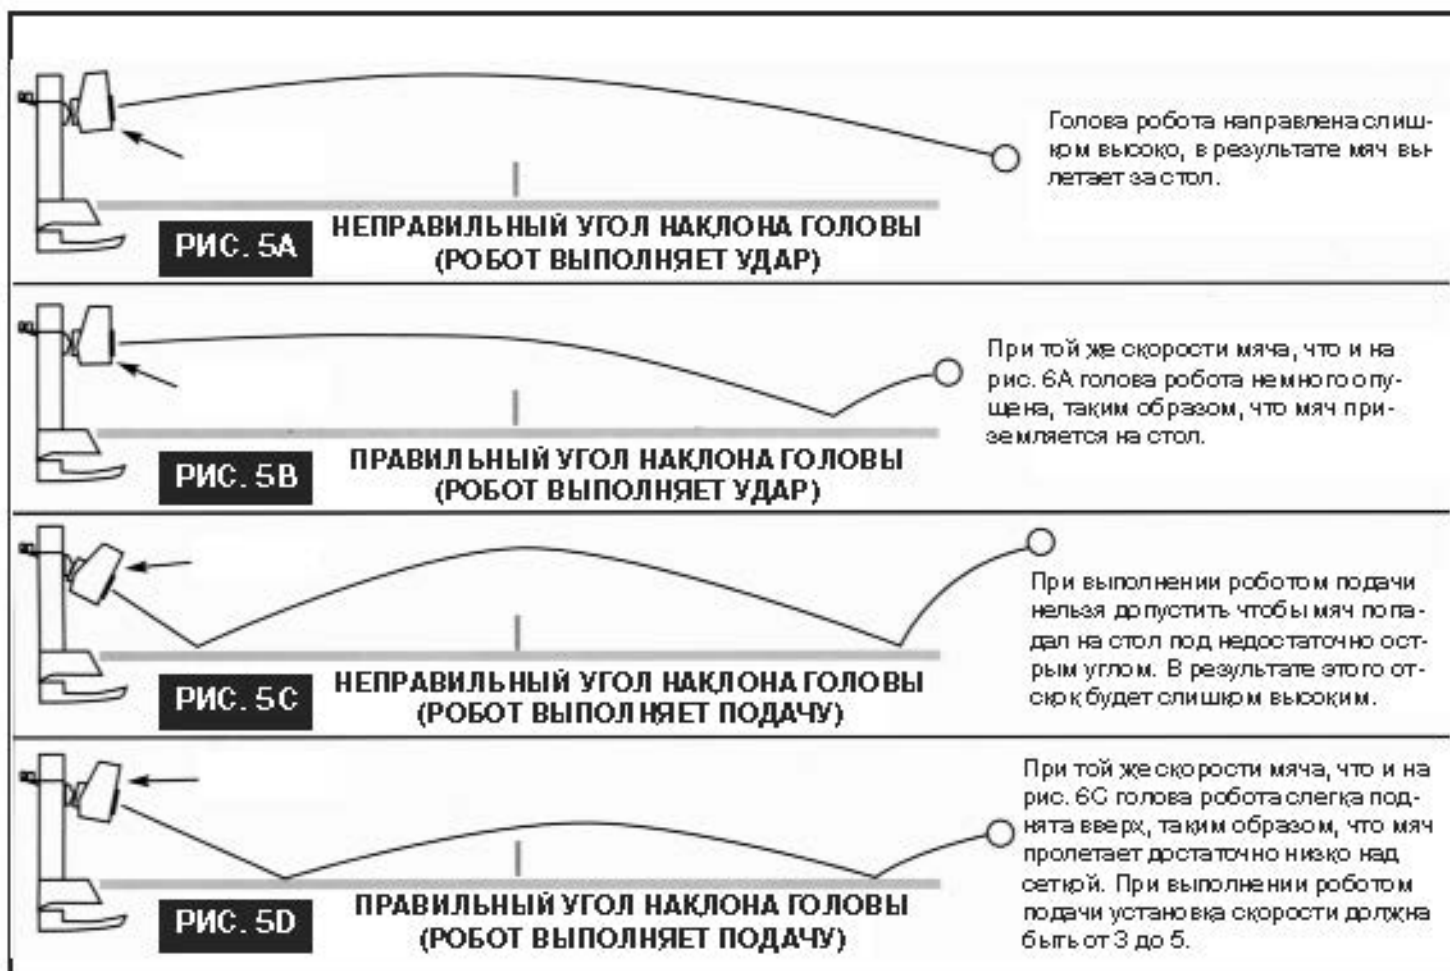 Голова робота направлена слиш-
ком высоко, в результате мяч вы-
летает за стол.
РИС. 5A
НЕПРАВИЛЬНЫЙ УГОЛ НАКЛОНА ГОЛОВЫ
(РОБОТ ВЫПОЛНЯЕТ УДАР)
При той же скорости мяча, что и на
рис. 6А голова робота немного опу-
щена, таким образом, что мяч при-
земляется на стол.
РИС. 5B
ПРАВИЛЬНЫЙ УГОЛ НАКЛОНА ГОЛОВЫ
(РОБОТ ВЫПОЛНЯЕТ УДАР)
При выполнении роботом подачи
нельзя допустить чтобы мяч попа-
дал на стол под недостаточно ост-
рым углом. В результате этого от-
скок будет слишком высоким.
РИС. 5C
НЕПРАВИЛЬНЫЙ УГОЛ НАКЛОНА ГОЛОВЫ
(РОБОТ ВЫПОЛНЯЕТ ПОДАЧУ)
При той же скорости мяча, что и на
рис. 6C голова робота слегка под-
нята вверх, таким образом, что мяч
пролетает достаточно низко над
сеткой. При выполнении роботом
подачи установка скорости должна
быть от 3 до 5.
РИС. 5D
ПРАВИЛЬНЫЙ УГОЛ НАКЛОНА ГОЛОВЫ
(РОБОТ ВЫПОЛНЯЕТ ПОДАЧУ)